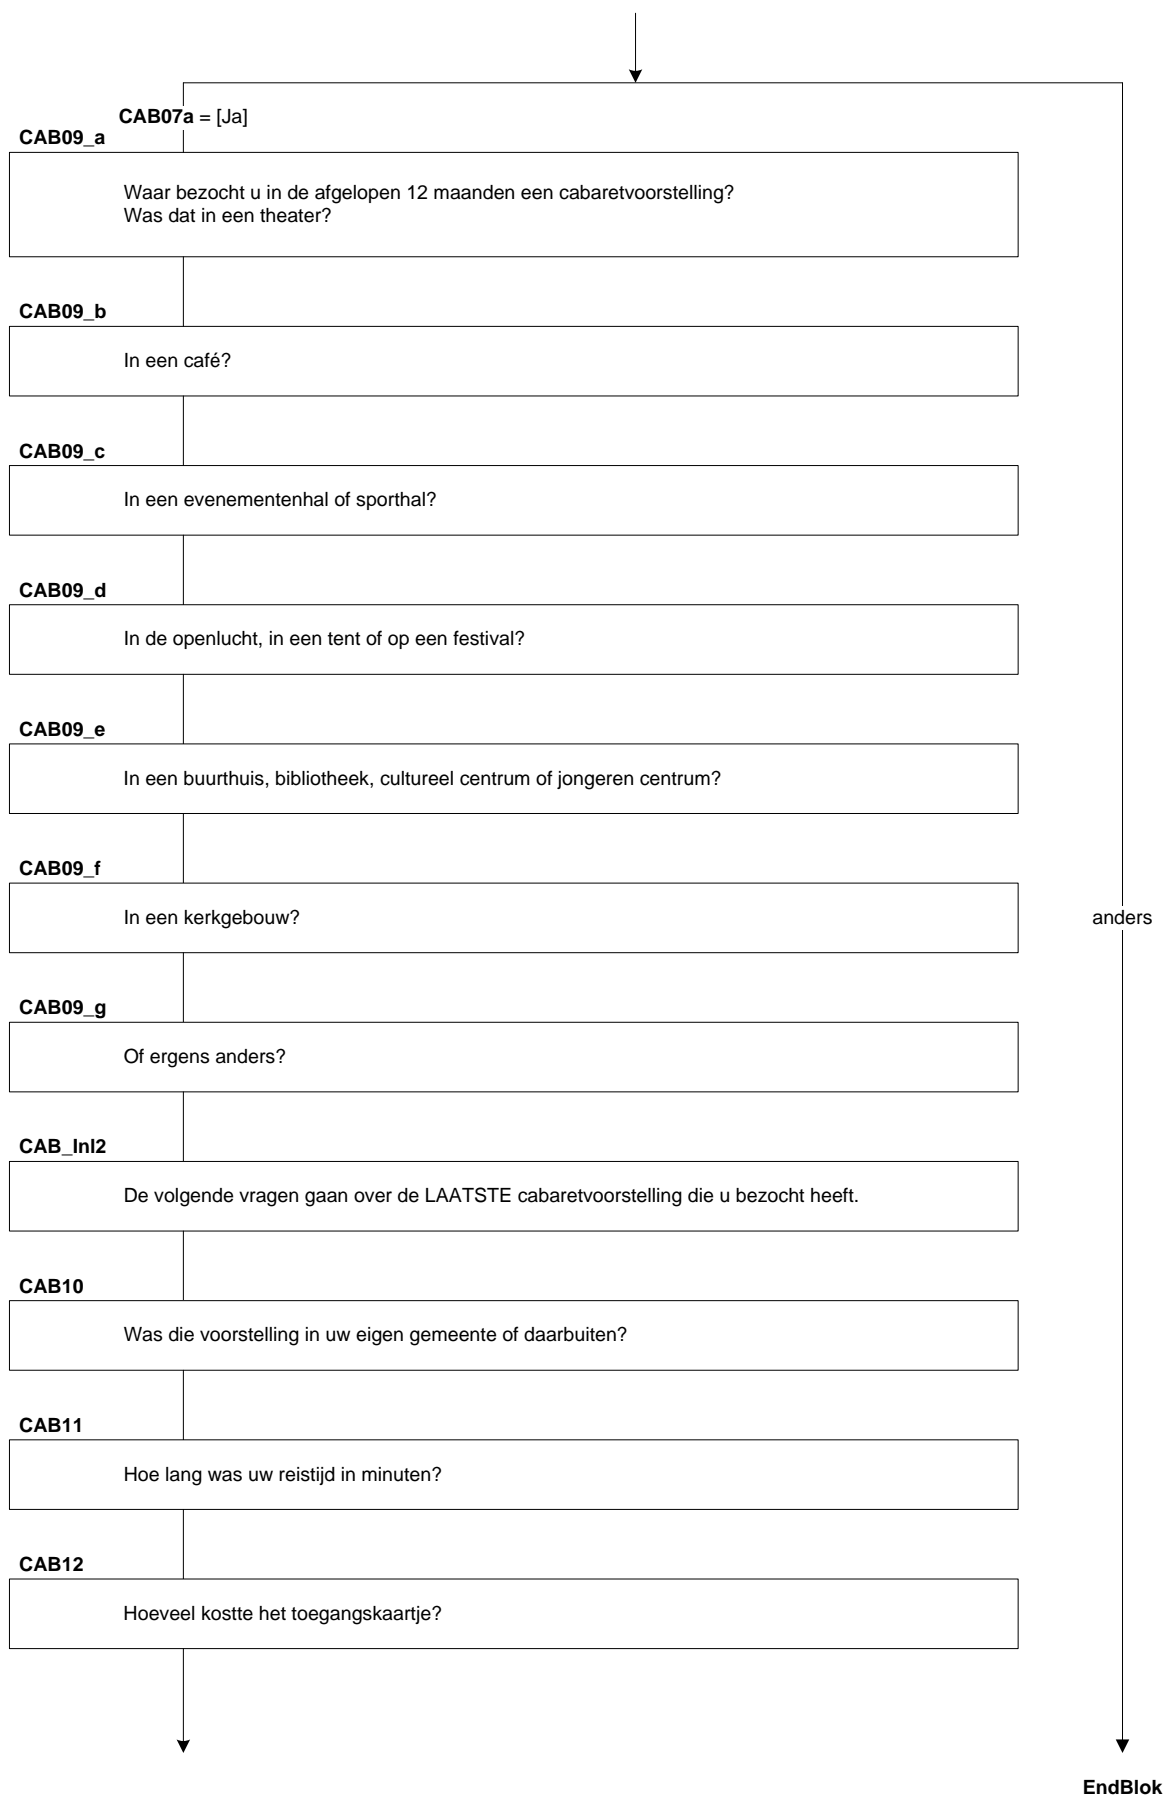 CAB07a = [Ja]
CAB09_a
Waar bezocht u in de afgelopen 12 maanden een cabaretvoorstelling?
Was dat in een theater?
CAB09_b
In een café?
CAB09_c
In een evenementenhal of sporthal?
CAB09_d
In de openlucht, in een tent of op een festival?
CAB09_e
In een buurthuis, bibliotheek, cultureel centrum of jongeren centrum?
CAB09_f
In een kerkgebouw?
anders
CAB09_g
Of ergens anders?
CAB_Inl2
De volgende vragen gaan over de LAATSTE cabaretvoorstelling die u bezocht heeft.
CAB10
Was die voorstelling in uw eigen gemeente of daarbuiten?
CAB11
Hoe lang was uw reistijd in minuten?
CAB12
Hoeveel kostte het toegangskaartje?
EndBlok